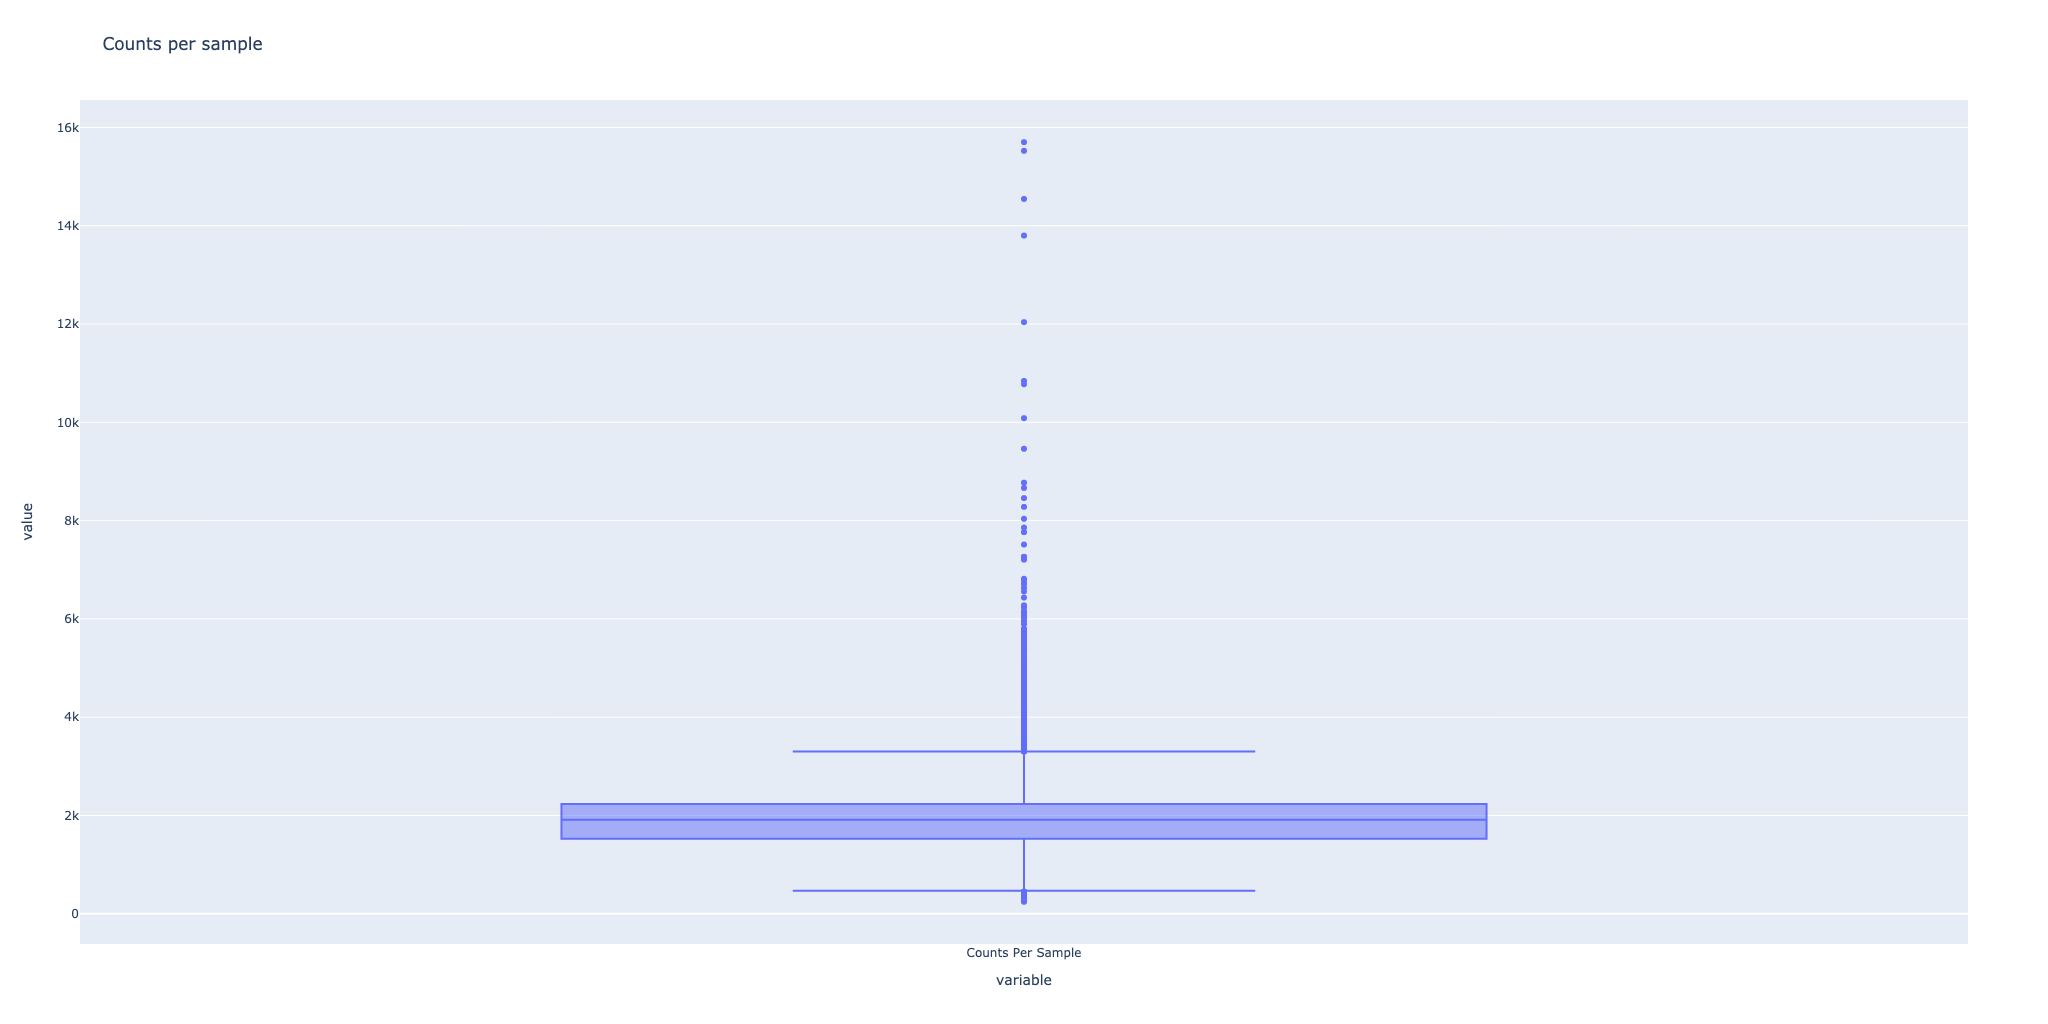 Counts per sample
16k
14k
12k
10k
8k
6k
4k
2k
0
value
Counts Per Sample
variable